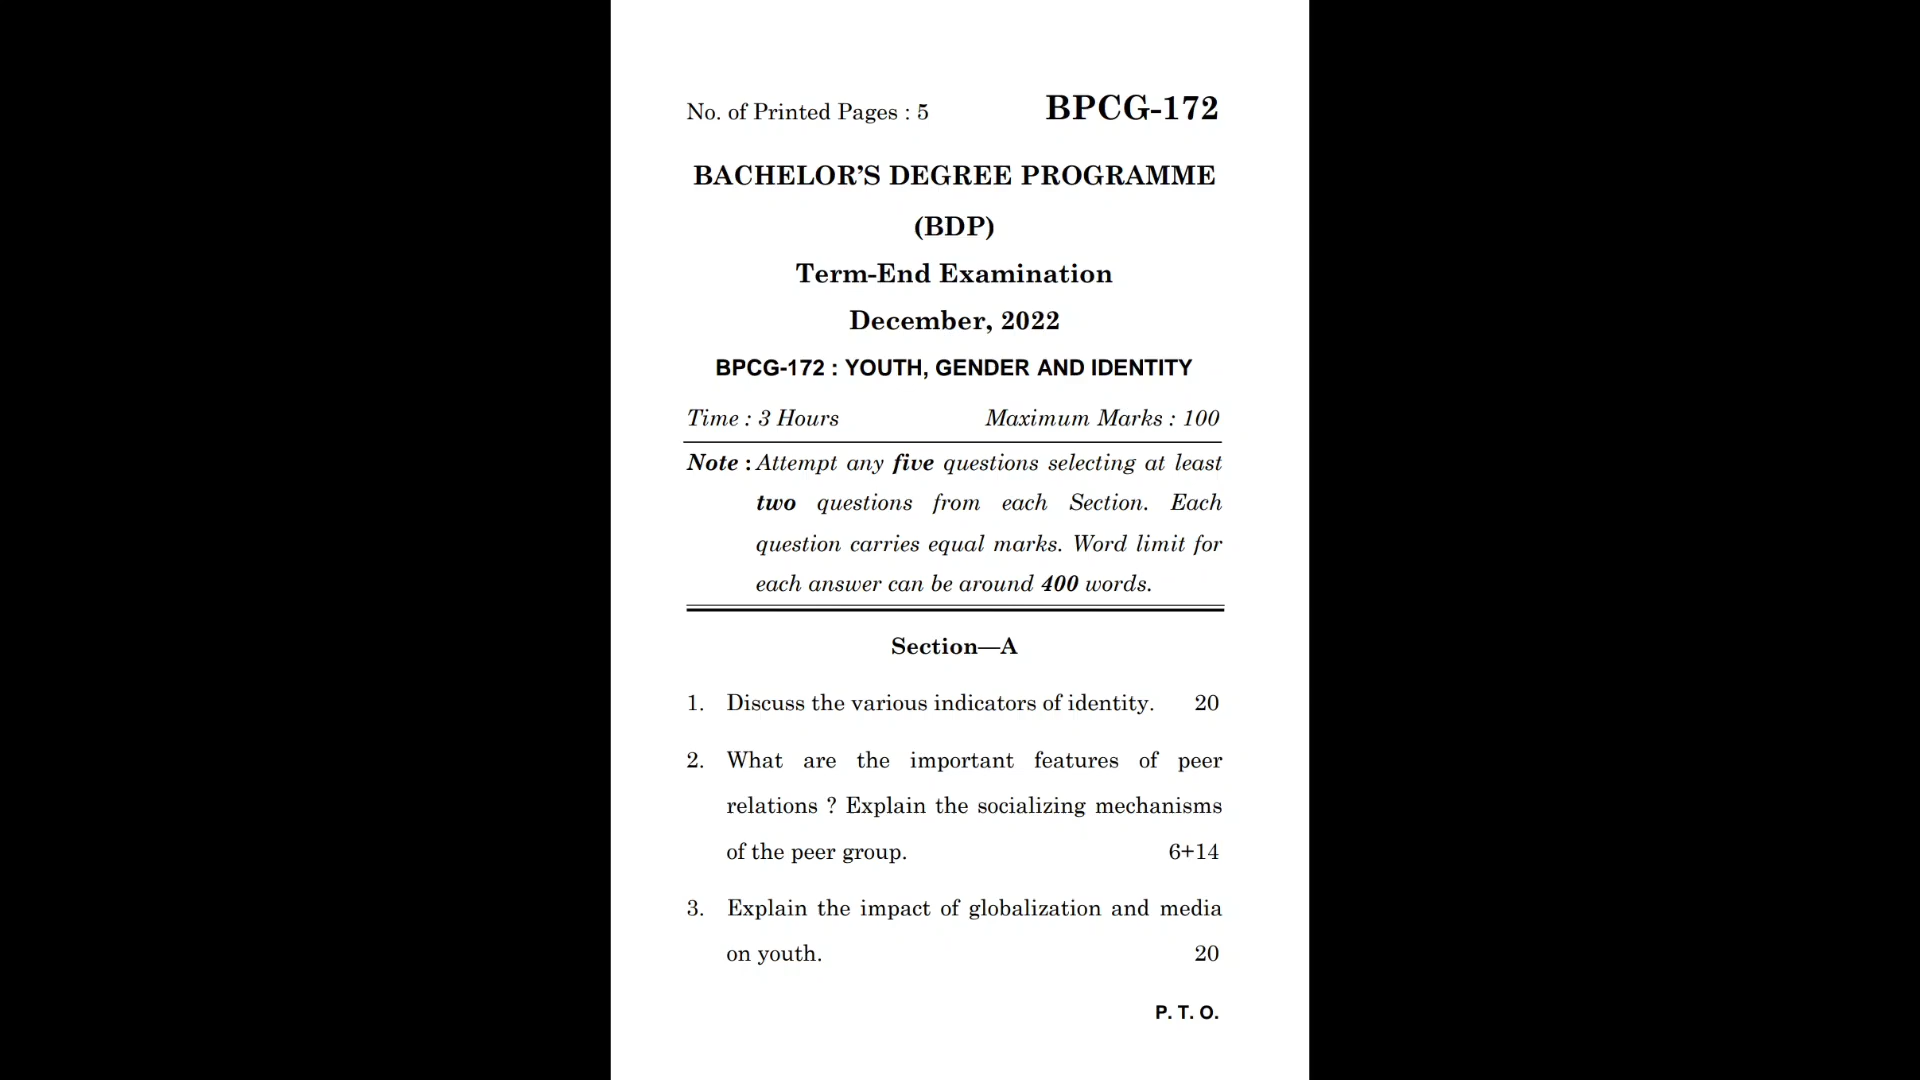 No. of Printed Pages : 5 BPCG-172
BACHELOR’S DEGREE PROGRAMME
(BDP)
Term-End Examination
December, 2022
BPCG-172 : YOUTH, GENDER AND IDENTITY
Time : 3 Hours Maximum Marks : 100
Note : Attempt any five questions selecting at least
two questions from each Section. Each
question carries equal marks. Word limit for
each answer can be around 400 words.
Section—A
1. Discuss the various indicators of identity. 20
2. What are the important features of peer
relations ? Explain the socializing mechanisms
of the peer group. 6+14
3. Explain the impact of globalization and media
on youth. 20
P. T. O.